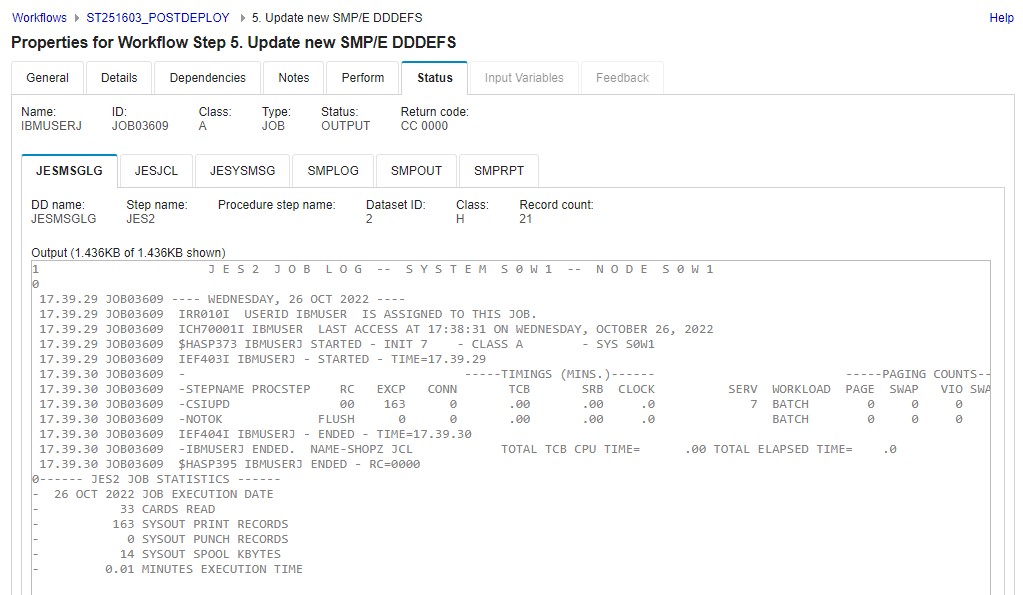 Workflows ▸ ST251603_POSTDEPLOY ▸ 5. Update new SMP/E DDDEFS Help
Properties for Workflow Step 5. Update new SMP/E DDDEFS
General Details Dependencies Notes Perform Status Input Variables Feedback
Name: ID: Class: Type: Status: Return code:
IBMUSERJ JOB03609 A JOB OUTPUT CC 0000
JESMSGLG JESJCL JESYSMSG SMPLOG SMPOUT SMPRPT
DD name: Step name: Procedure step name: Dataset ID: Class: Record count:
JESMSGLG JES2 2 H 21
Output (1.436KB of 1.436KB shown)
1 J E S 2 J O B L O G -- S Y S T E M S 0 W 1 -- N O D E S 0 W 1
0
17.39.29 JOB03609 ---- WEDNESDAY, 26 OCT 2022 ----
17.39.29 JOB03609 IRR010I USERID IBMUSER IS ASSIGNED TO THIS JOB.
17.39.29 JOB03609 ICH70001I IBMUSER LAST ACCESS AT 17:38:31 ON WEDNESDAY, OCTOBER 26, 2022
17.39.29 JOB03609 $HASP373 IBMUSERJ STARTED - INIT 7 - CLASS A - SYS S0W1
17.39.29 JOB03609 IEF403I IBMUSERJ - STARTED - TIME=17.39.29
17.39.30 JOB03609 - -----TIMINGS (MINS.)------ -----PAGING COUNTS--
17.39.30 JOB03609 -STEPNAME PROCSTEP RC EXCP CONN TCB SRB CLOCK SERV WORKLOAD PAGE SWAP VIO SWA
17.39.30 JOB03609 -CSIUPD 00 163 0 .00 .00 .0 7 BATCH 0 0 0
17.39.30 JOB03609 -NOTOK FLUSH 0 0 .00 .00 .0 BATCH 0 0 0
17.39.30 JOB03609 IEF404I IBMUSERJ - ENDED - TIME=17.39.30
17.39.30 JOB03609 -IBMUSERJ ENDED. NAME-SHOPZ JCL TOTAL TCB CPU TIME= .00 TOTAL ELAPSED TIME= .0
17.39.30 JOB03609 $HASP395 IBMUSERJ ENDED - RC=0000
0------ JES2 JOB STATISTICS ------
- 26 OCT 2022 JOB EXECUTION DATE
- 33 CARDS READ
- 163 SYSOUT PRINT RECORDS
- 0 SYSOUT PUNCH RECORDS
- 14 SYSOUT SPOOL KBYTES
- 0.01 MINUTES EXECUTION TIME